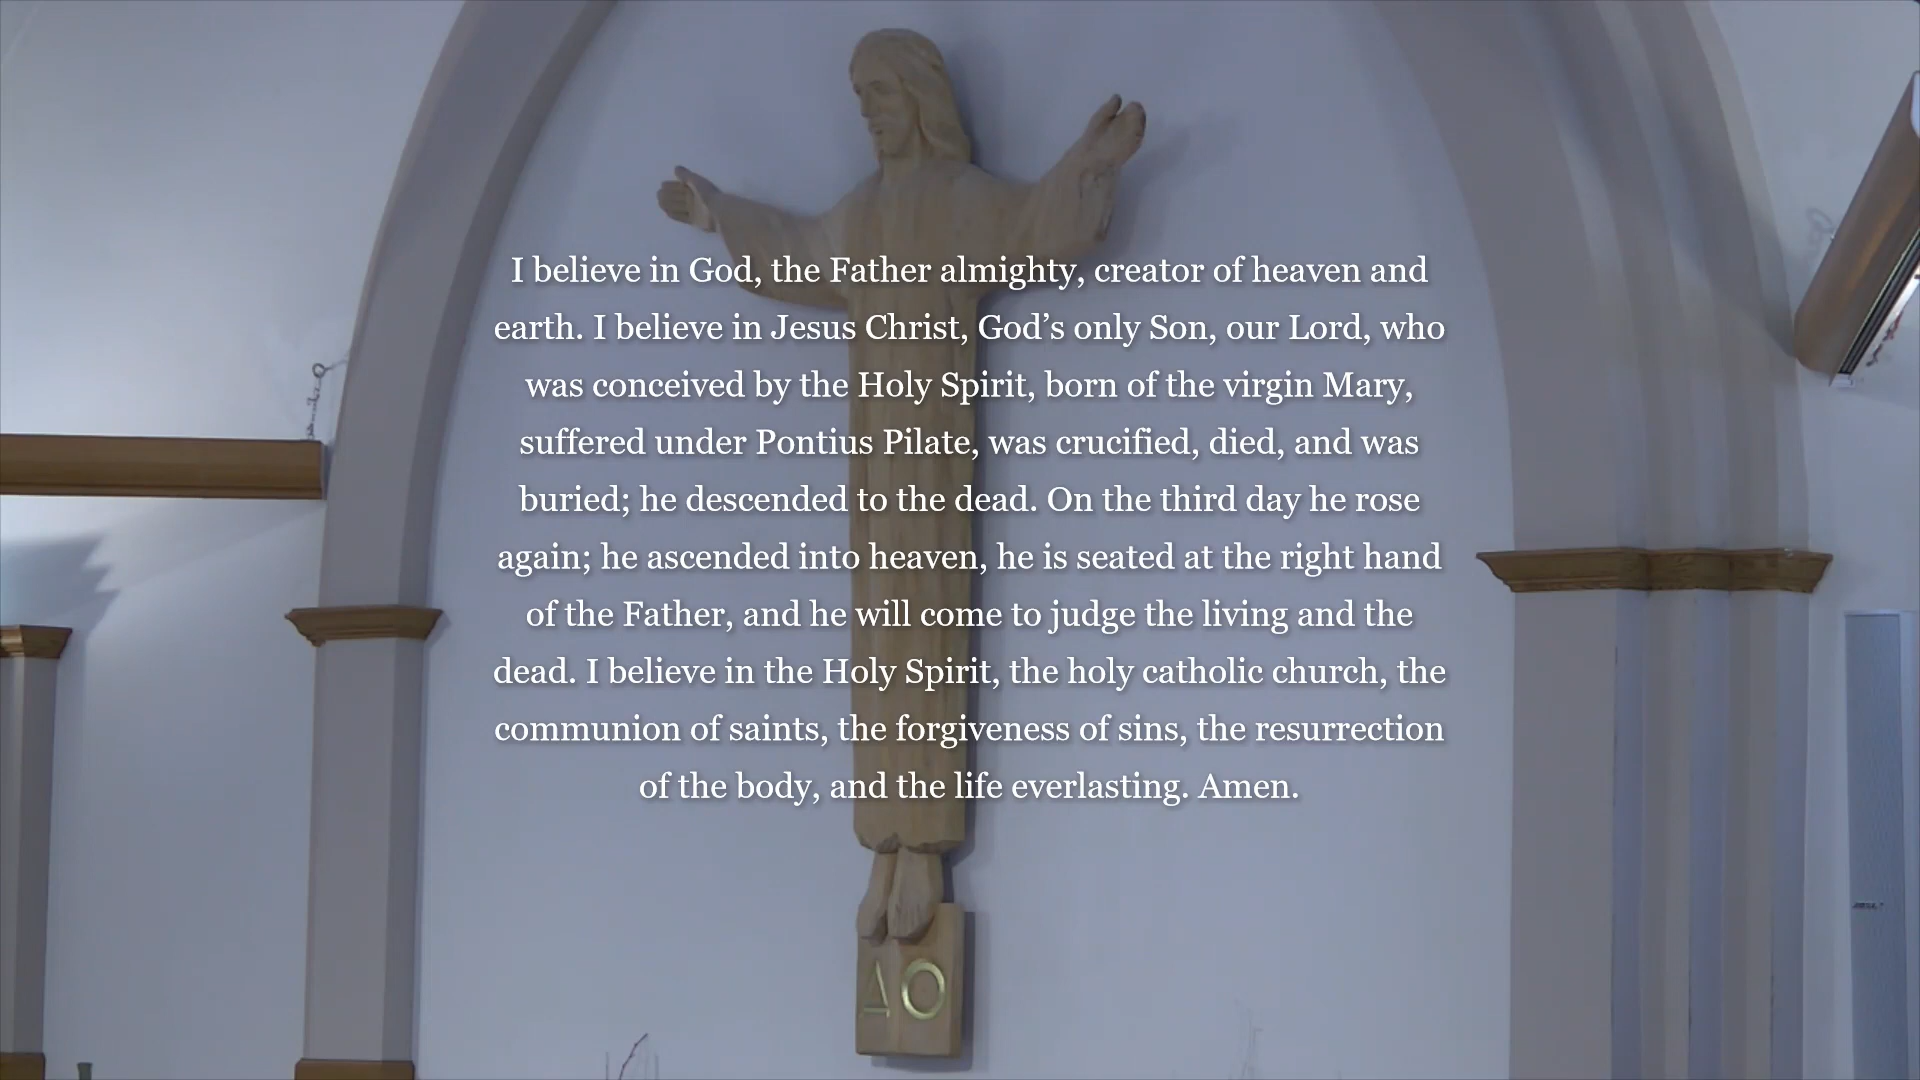 I believe in God, the Father almighty, creator of heaven and
earth. I believe in Jesus Christ, God’s only Son, our Lord, who
was conceived by the Holy Spirit, born of the virgin Mary,
suffered under Pontius Pilate, was crucified, died, and was
buried; he descended to the dead. On the third day he rose
again; he ascended into heaven, he is seated at the right hand
of the Father, and he will come to judge the living and the
dead. I believe in the Holy Spirit, the holy catholic church, the
communion of saints, the forgiveness of sins, the resurrection
of the body, and the life everlasting. Amen.